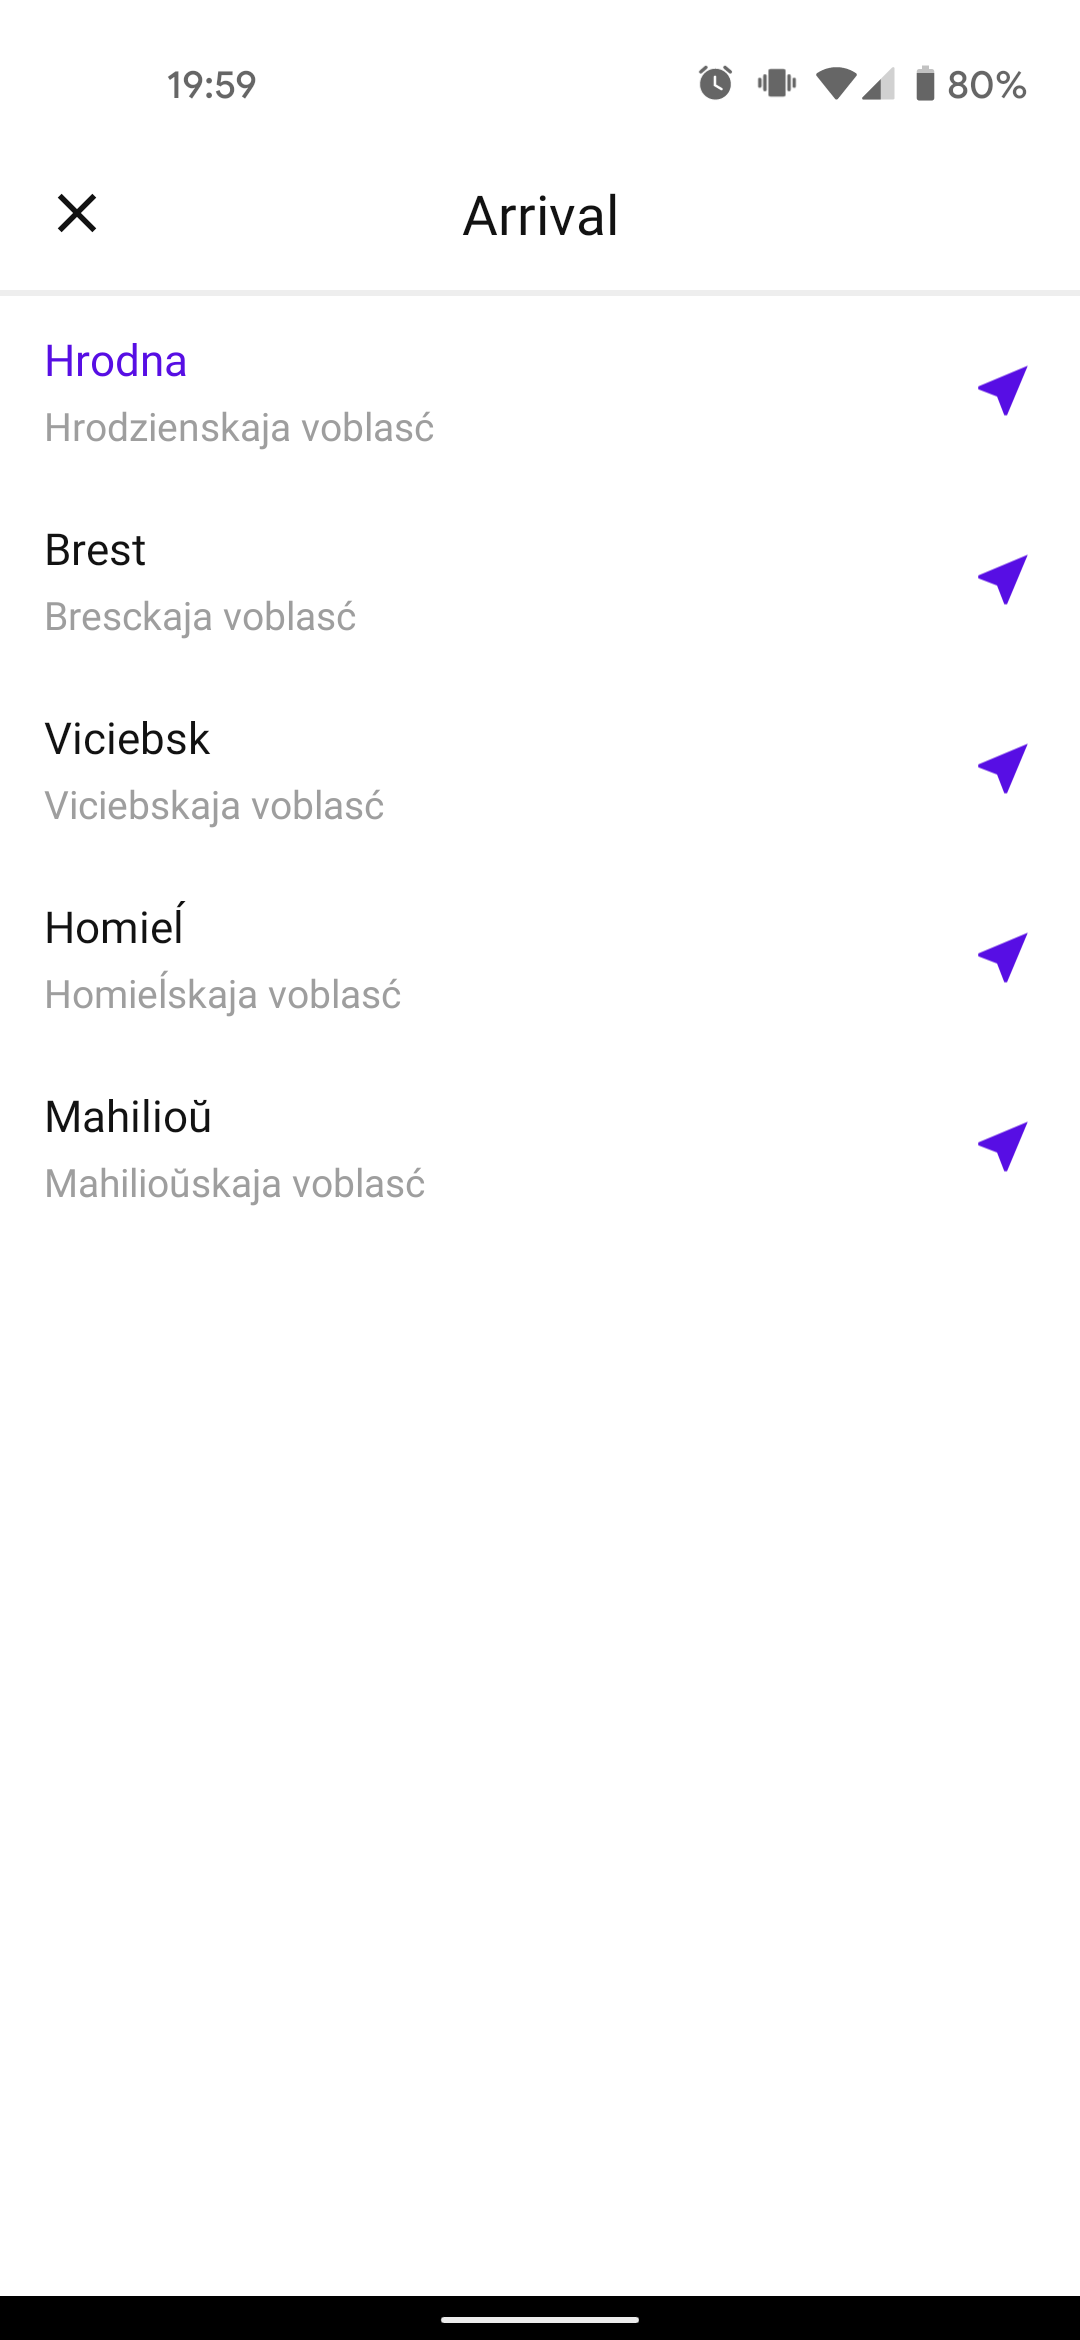 19:59
80%
Arrival
Hrodna
Hrodzienskaja voblasć
Brest
Bresckaja voblasć
Viciebsk
Viciebskaja voblasć
Homieĺ
Homieĺskaja voblasć
Mahilioŭ
Mahilioŭskaja voblasć